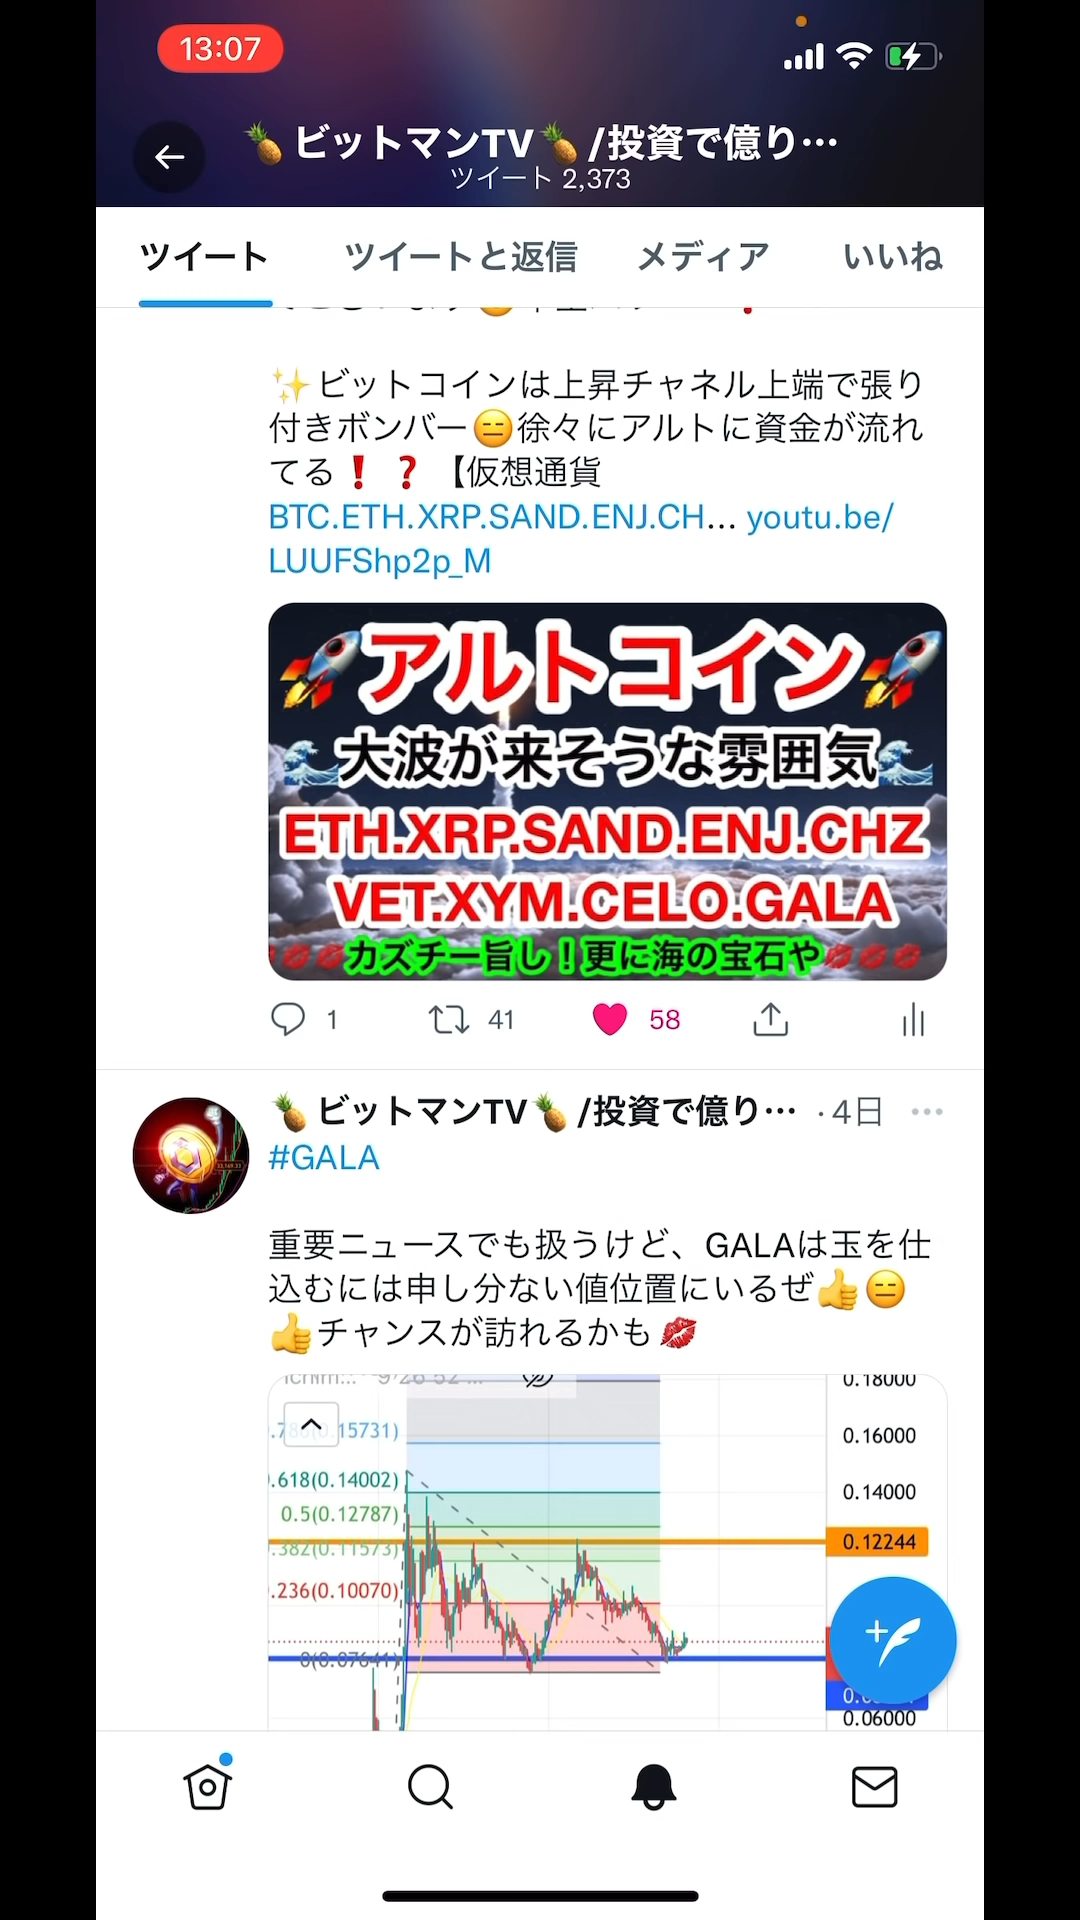 13:07
🍍ビットマンTV🍍/投資で億り…
ツイート 2,373
ツイート ツイートと返信 メディア いいね
✨ビットコインは上昇チャネル上端で張り
付きボンバー😑徐々にアルトに資金が流れ
てる❗❓【仮想通貨
BTC.ETH.XRP.SAND.ENJ.CH... youtu.be/
LUUFShp2p_M
🚀アルトコイン🚀
🌊大波が来そうな雰囲気🌊
ETH.XRP.SAND.ENJ.CHZ
VET.XYM.CELO.GALA
💋💋💋カズチー旨し！更に海の宝石や💋💋💋
1 41 58
🍍ビットマンTV🍍/投資で億り… ·4日
#GALA
重要ニュースでも扱うけど、GALAは玉を仕
込むには申し分ない値位置にいるぜ👍😑
👍チャンスが訪れるかも💋
0.18000
0.16000
.618(0.14002)
0.14000
0.5(0.12787)
0.12244
.382(0.11573)
.236(0.10070)
0(0.07641)
0.06000